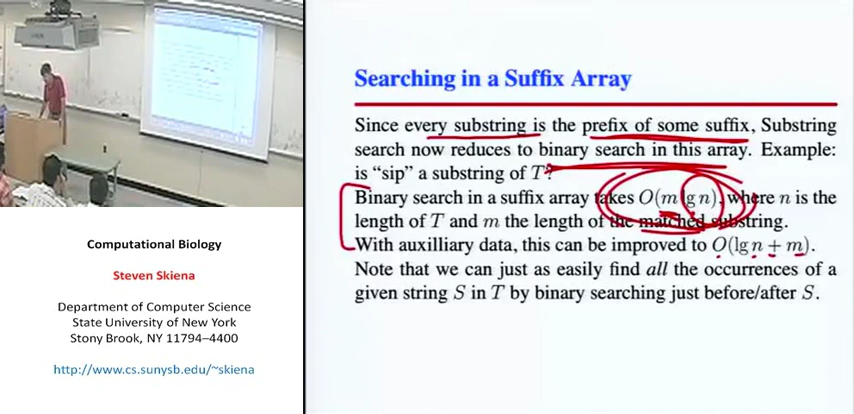 Computational Biology
Steven Skiena
Department of Computer Science
State University of New York
Stony Brook, NY 11794–4400
http://www.cs.sunysb.edu/~skiena
Searching in a Suffix Array
Since every substring is the prefix of some suffix, Substring
search now reduces to binary search in this array. Example:
is “sip” a substring of T?
Binary search in a suffix array takes O(m lg n), where n is the
length of T and m the length of the matched substring.
With auxilliary data, this can be improved to O(lg n + m).
Note that we can just as easily find all the occurrences of a
given string S in T by binary searching just before/after S.